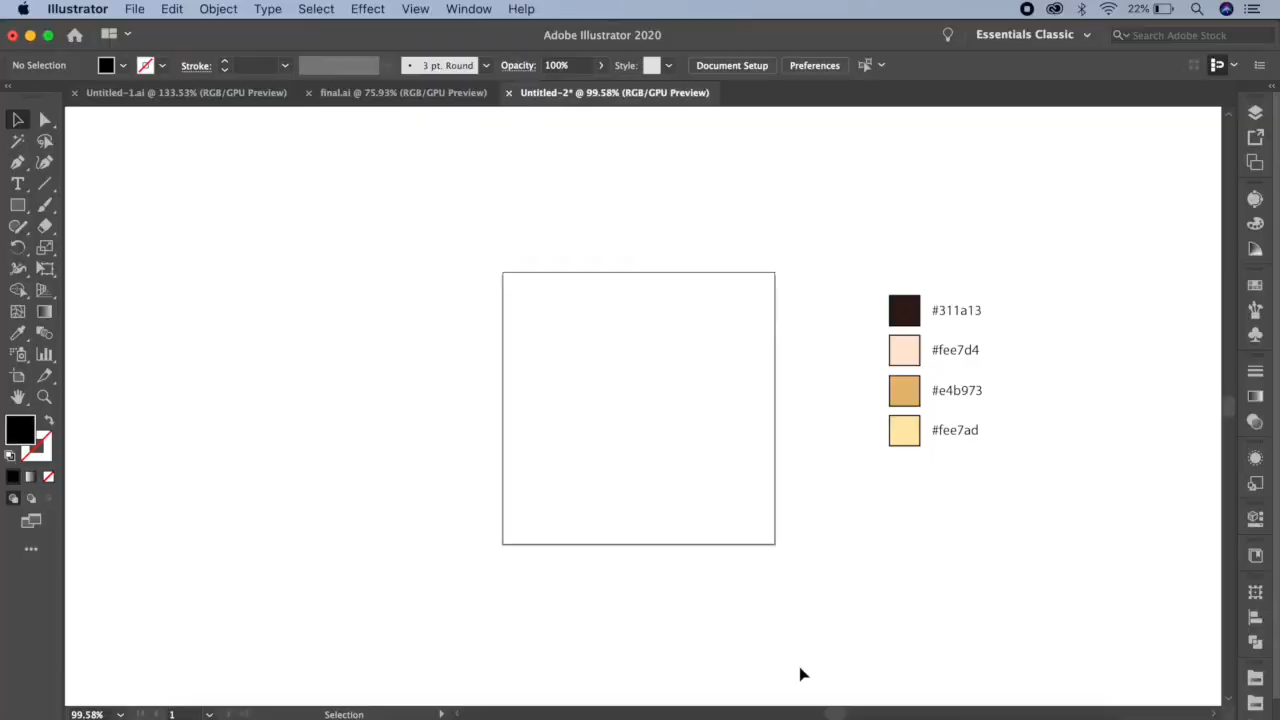 Illustrator File Edit Object Type Select Effect View Window Help 22%
Adobe Illustrator 2020 Essentials Classic Search Adobe Stock
No Selection Stroke: 3 pt. Round Opacity: 100% Style: Document Setup Preferences
Untitled-1.ai @ 133.53% (RGB/GPU Preview) final.ai @ 75.93% (RGB/GPU Preview) Untitled-2* @ 99.58% (RGB/GPU Preview)
#311a13
#fee7d4
#e4b973
#fee7ad
99.58% 1 Selection